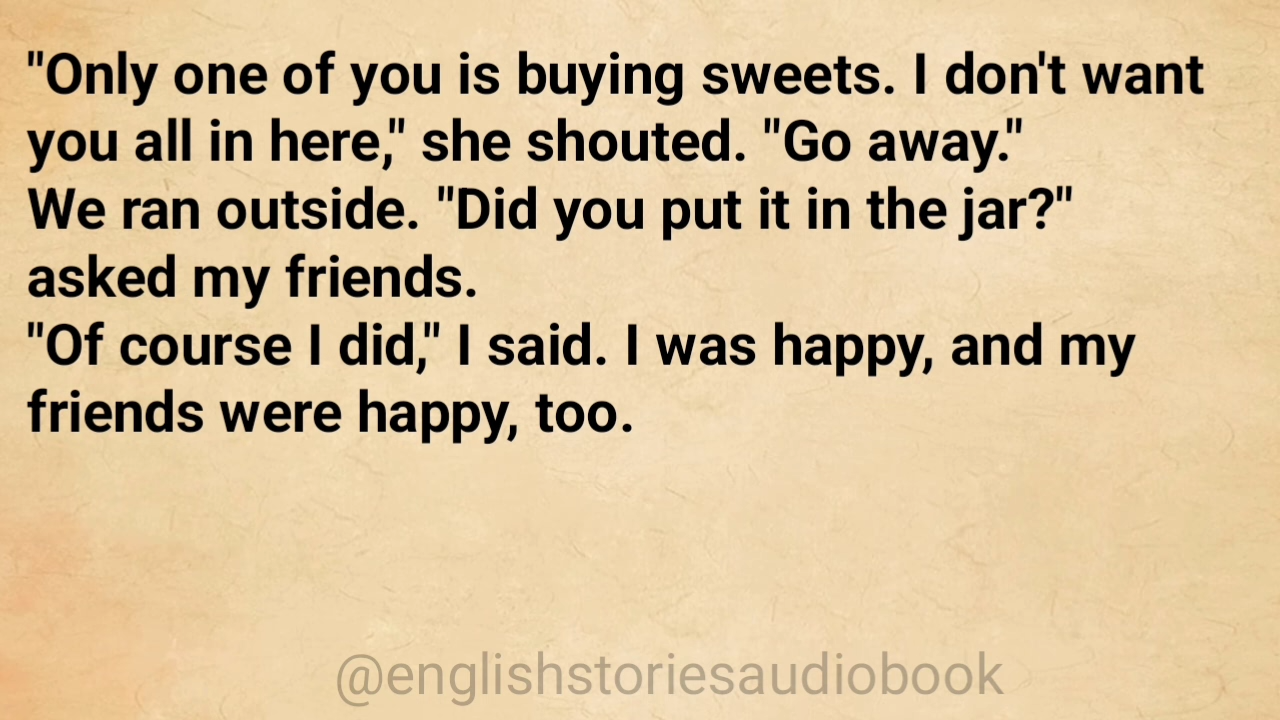 "Only one of you is buying sweets. I don't want
you all in here," she shouted. "Go away."
We ran outside. "Did you put it in the jar?"
asked my friends.
"Of course I did," I said. I was happy, and my
friends were happy, too.
@englishstoriesaudiobook